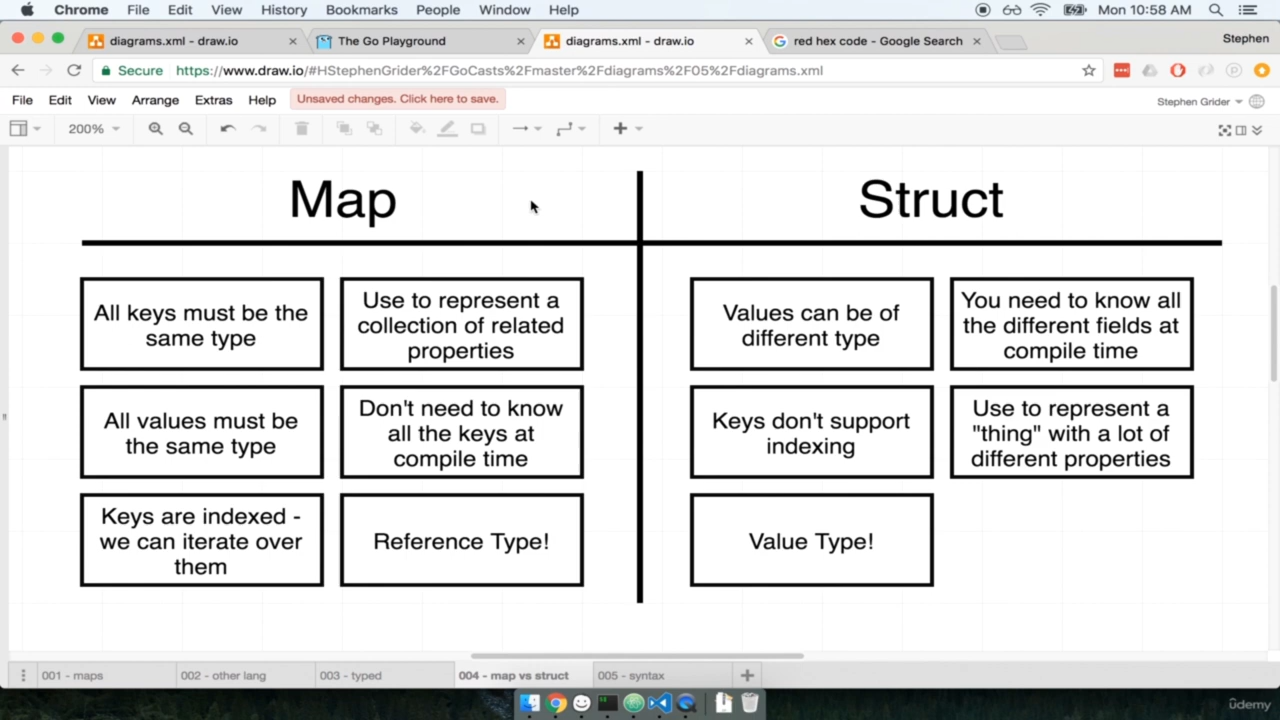 Chrome File Edit View History Bookmarks People Window Help Mon 10:58 AM
diagrams.xml - draw.io
The Go Playground
diagrams.xml - draw.io
red hex code - Google Search
Stephen
Secure https://www.draw.io/#HStephenGrider%2FGoCasts%2Fmaster%2Fdiagrams%2F05%2Fdiagrams.xml
File Edit View Arrange Extras Help Unsaved changes. Click here to save. Stephen Grider
200%
Map
Struct
All keys must be the
same type
Use to represent a
collection of related
properties
Values can be of
different type
You need to know all
the different fields at
compile time
All values must be
the same type
Don't need to know
all the keys at
compile time
Keys don't support
indexing
Use to represent a
"thing" with a lot of
different properties
Keys are indexed -
we can iterate over
them
Reference Type!
Value Type!
001 - maps
002 - other lang
003 - typed
004 - map vs struct
005 - syntax
ûdemy